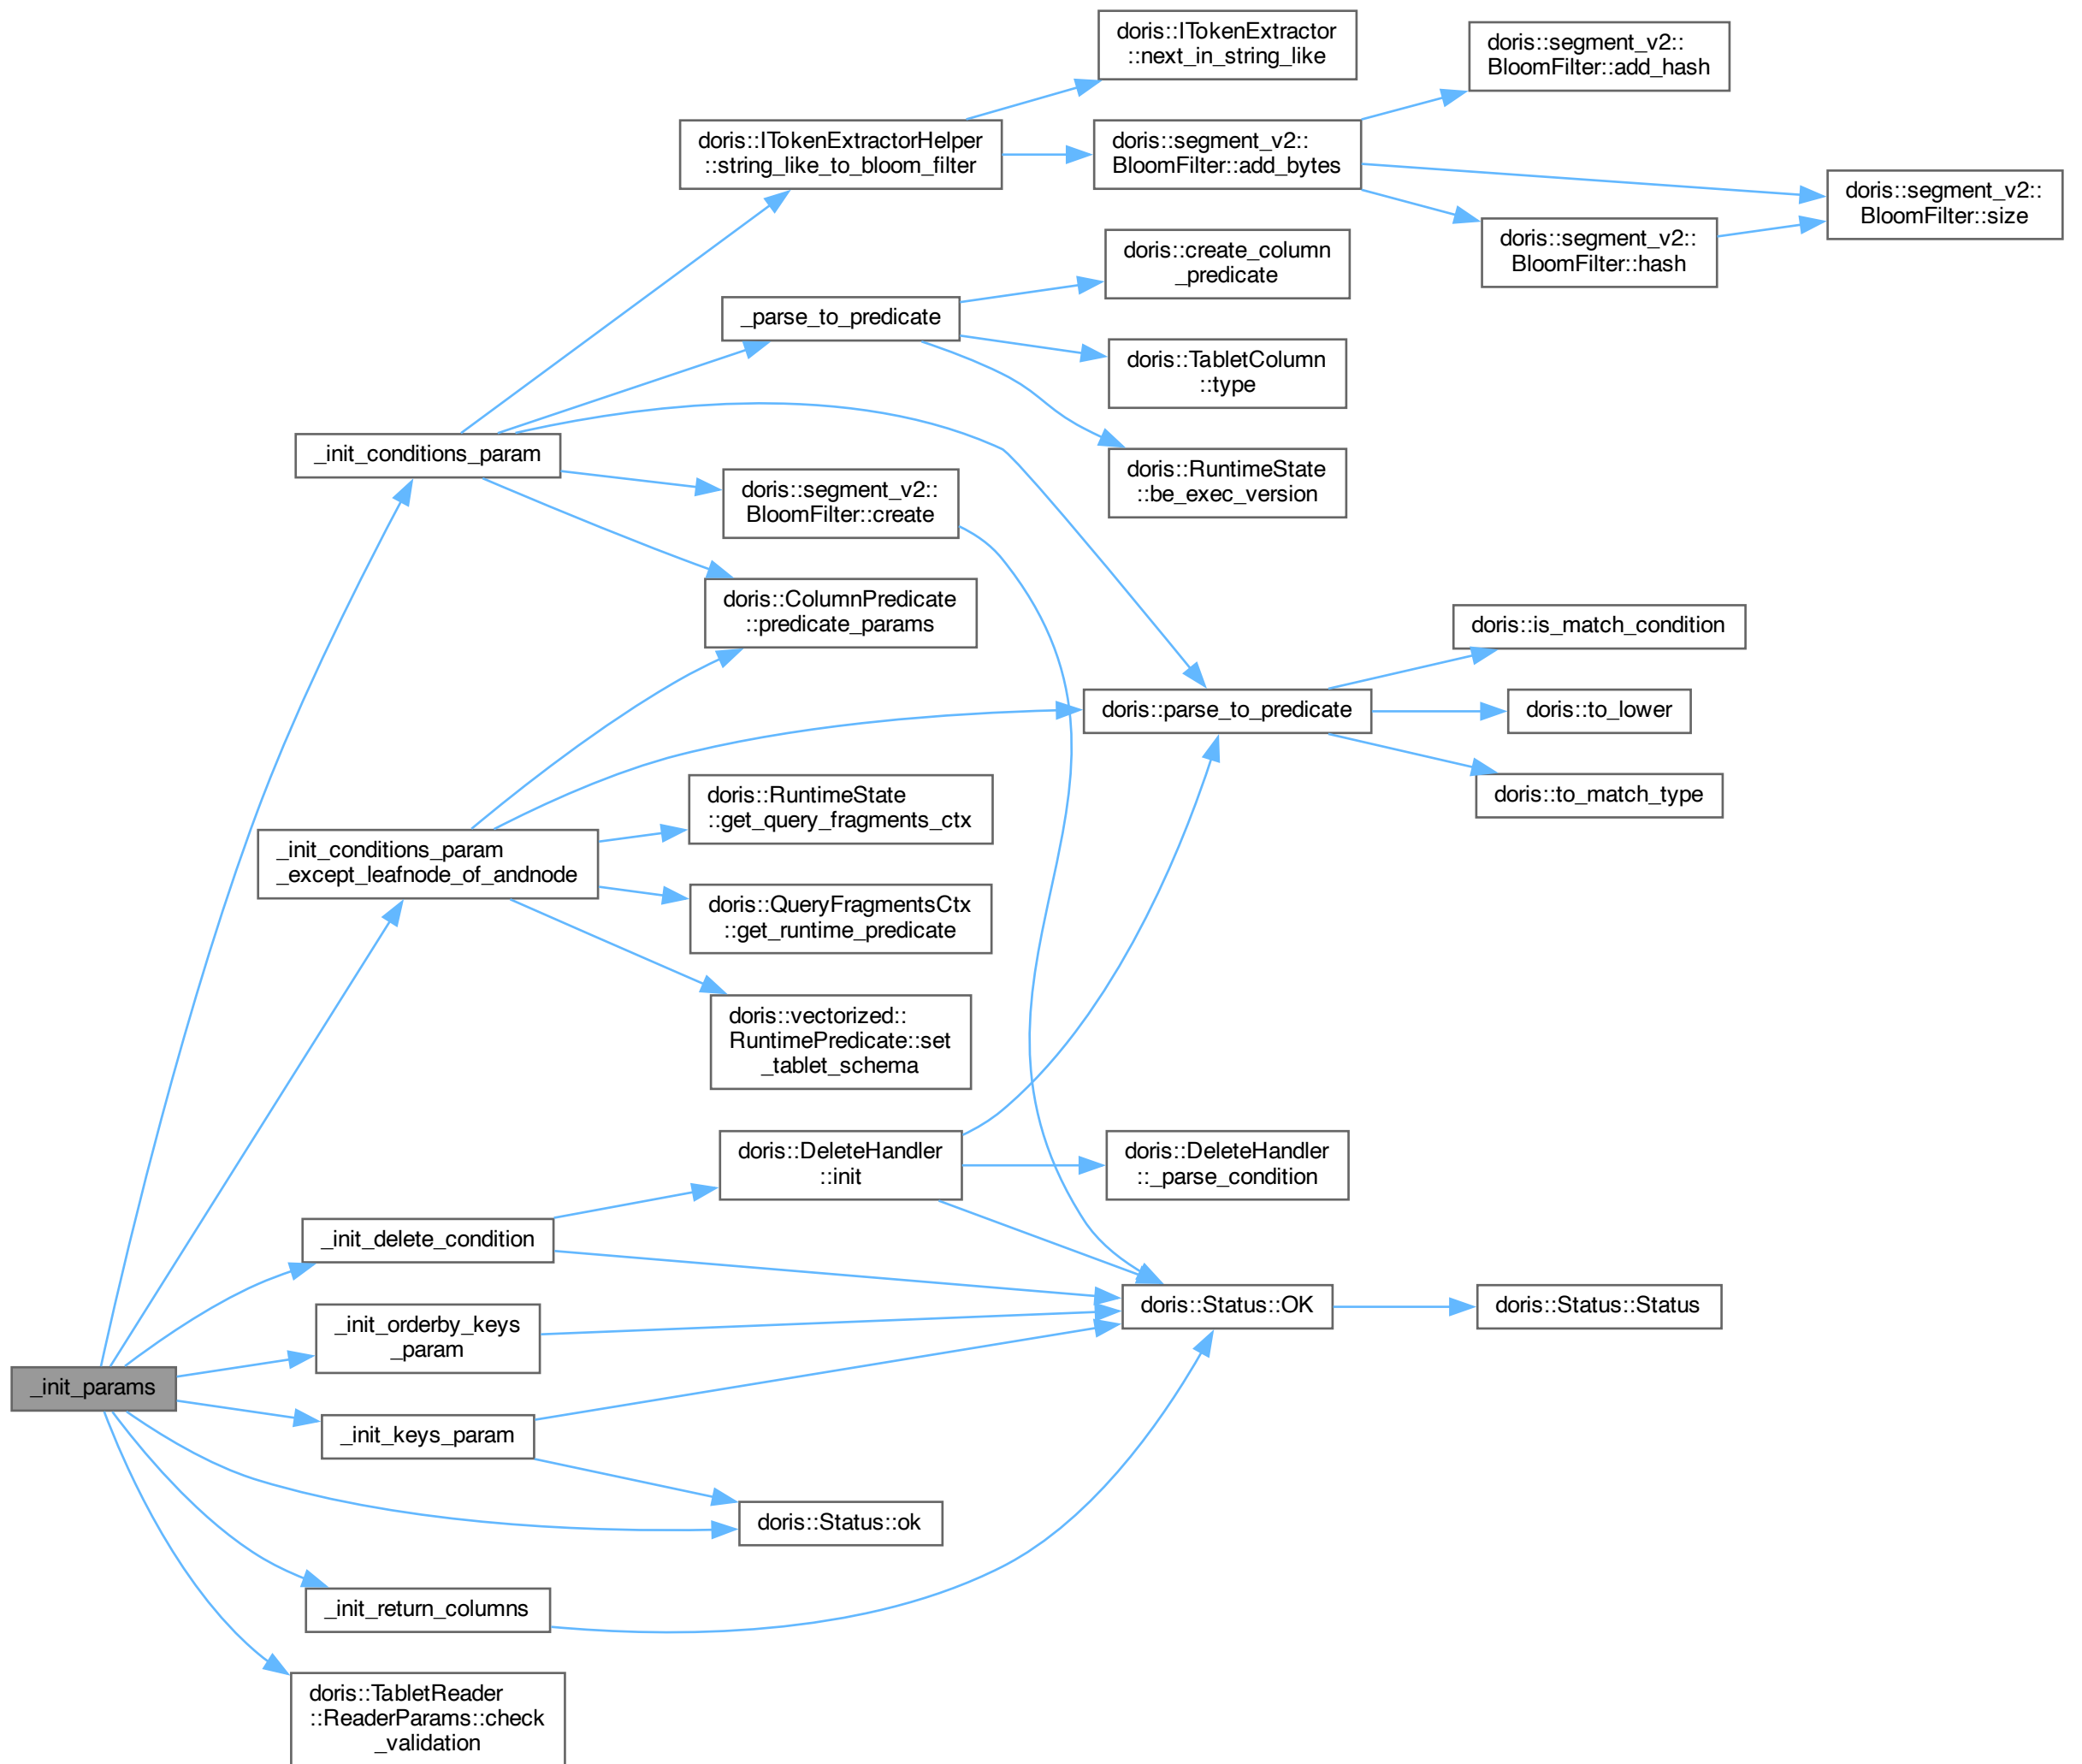 doris::ITokenExtractor
::next_in_string_like
doris::segment_v2::
BloomFilter::add_hash
doris::ITokenExtractorHelper
::string_like_to_bloom_filter
doris::segment_v2::
BloomFilter::add_bytes
doris::segment_v2::
BloomFilter::size
doris::segment_v2::
BloomFilter::hash
doris::create_column
_predicate
_parse_to_predicate
doris::TabletColumn
::type
_init_conditions_param
doris::RuntimeState
::be_exec_version
doris::segment_v2::
BloomFilter::create
doris::ColumnPredicate
::predicate_params
doris::is_match_condition
doris::parse_to_predicate
doris::to_lower
doris::to_match_type
doris::RuntimeState
::get_query_fragments_ctx
_init_conditions_param
_except_leafnode_of_andnode
doris::QueryFragmentsCtx
::get_runtime_predicate
doris::vectorized::
RuntimePredicate::set
_tablet_schema
doris::DeleteHandler
::init
doris::DeleteHandler
::_parse_condition
_init_delete_condition
doris::Status::OK
doris::Status::Status
_init_orderby_keys
_param
_init_params
_init_keys_param
doris::Status::ok
_init_return_columns
doris::TabletReader
::ReaderParams::check
_validation